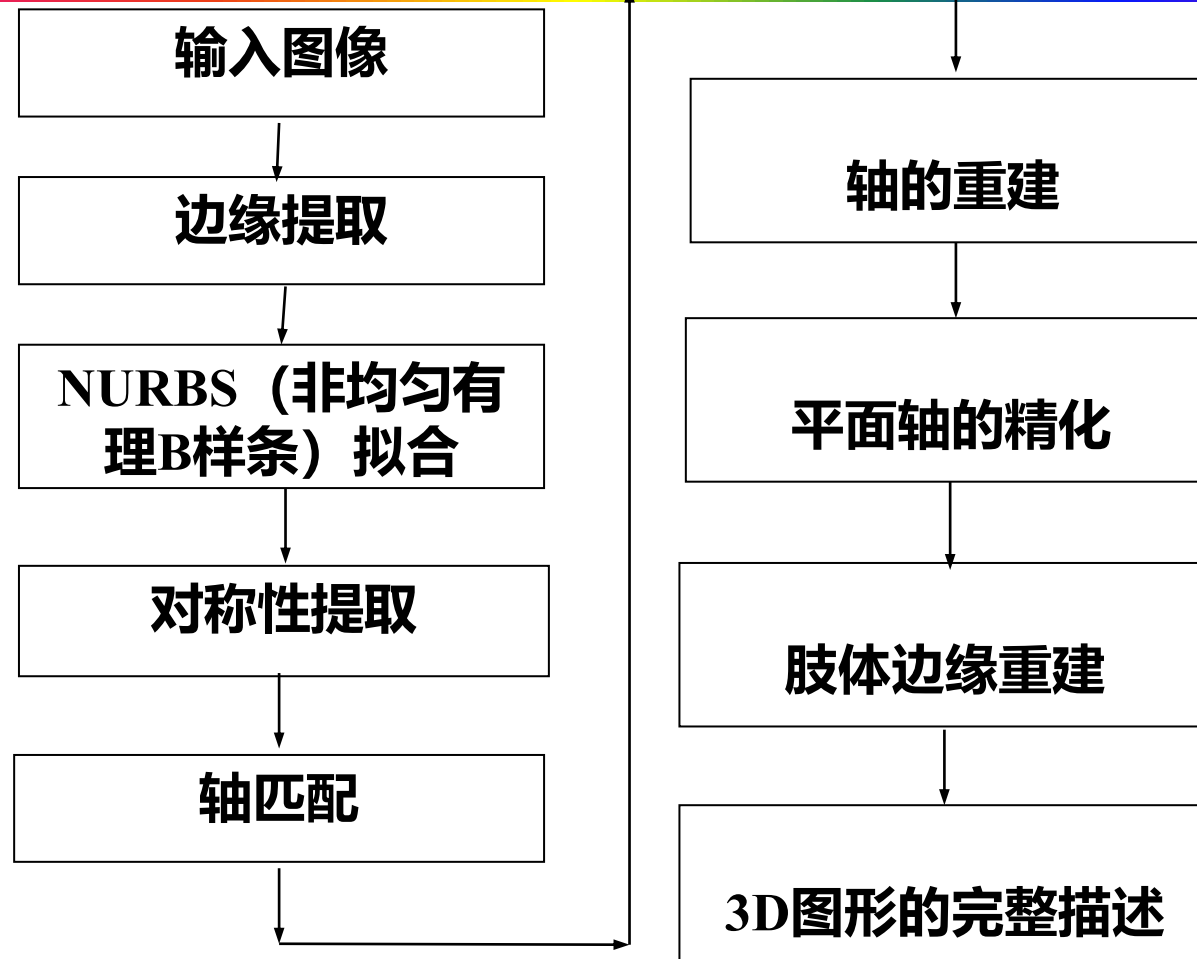 输入图像
边缘提取
NURBS（非均匀有
理B样条）拟合
对称性提取
轴匹配
轴的重建
平面轴的精化
肢体边缘重建
3D图形的完整描述